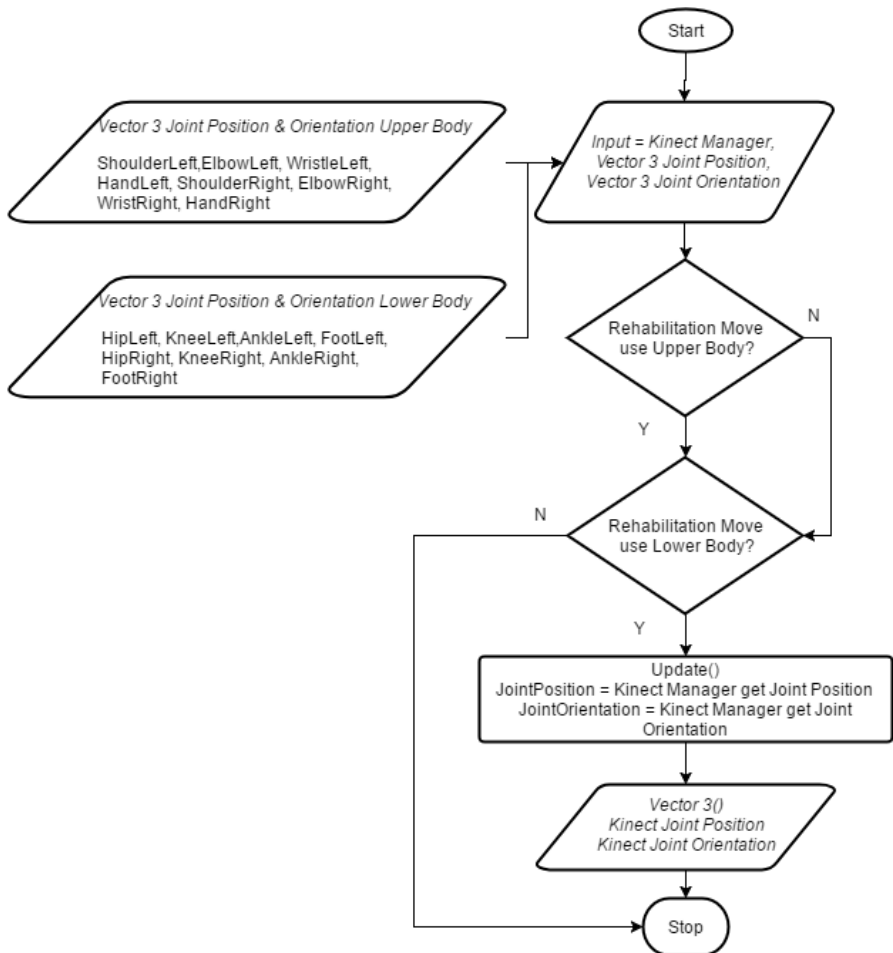 Start
Vector 3 Joint Position & Orientation Upper Body
ShoulderLeft,ElbowLeft, WristleLeft,
HandLeft, ShoulderRight, ElbowRight,
WristRight, HandRight
Input = Kinect Manager,
Vector 3 Joint Position,
Vector 3 Joint Orientation
Vector 3 Joint Position & Orientation Lower Body
HipLeft, KneeLeft,AnkleLeft, FootLeft,
HipRight, KneeRight, AnkleRight,
FootRight
Rehabilitation Move
use Upper Body?
N
Y
Rehabilitation Move
use Lower Body?
N
Y
Update()
JointPosition = Kinect Manager get Joint Position
JointOrientation = Kinect Manager get Joint
Orientation
Vector 3()
Kinect Joint Position
Kinect Joint Orientation
Stop